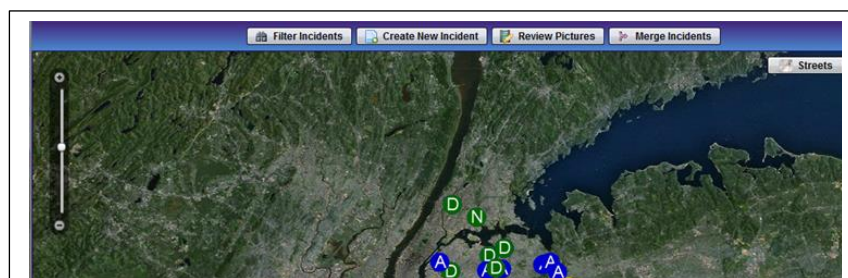 Filter Incidents Create New Incident Review Pictures Merge Incidents
Streets
D
N
D
A D A
A
D A